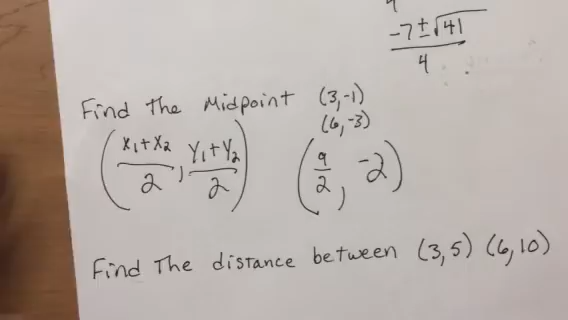 -7±√41
4
Find the Midpoint (3,-1)
(6,-3)
(x₁+x₂/2, y₁+y₂/2) (9/2, -2)
Find The distance between (3,5) (6,10)